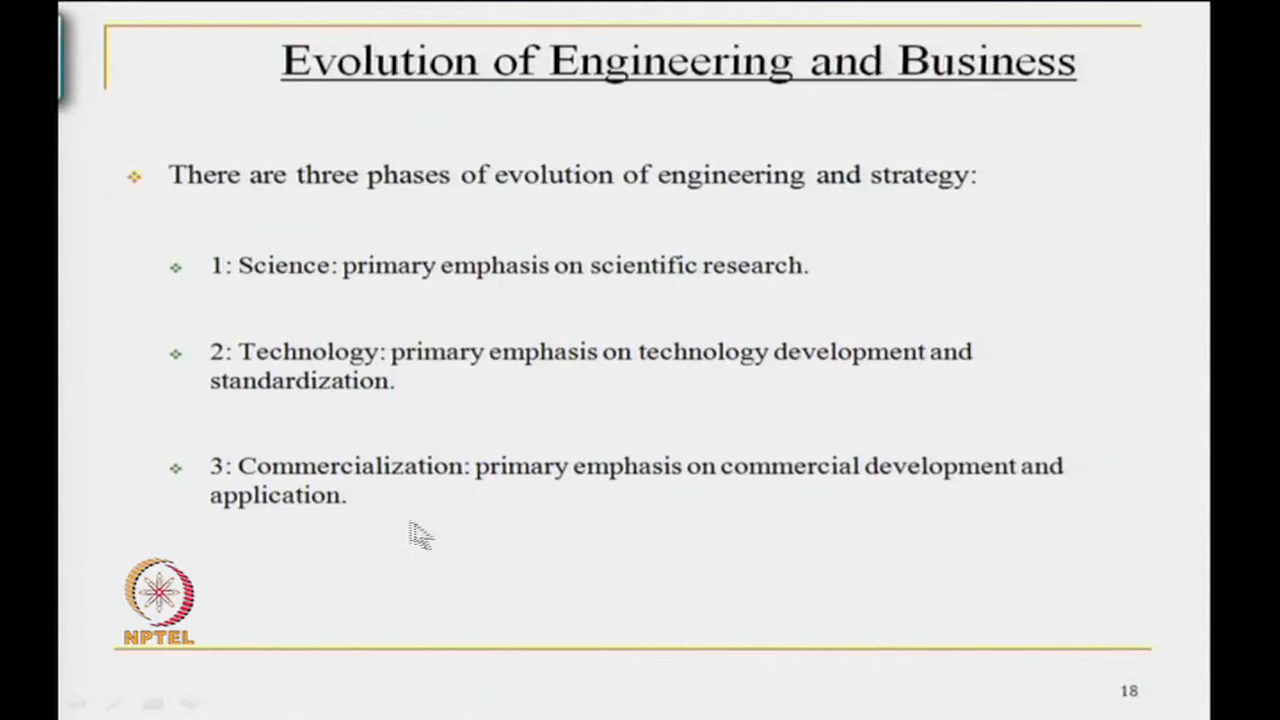 Evolution of Engineering and Business
There are three phases of evolution of engineering and strategy:
1: Science: primary emphasis on scientific research.
2: Technology: primary emphasis on technology development and
standardization.
3: Commercialization: primary emphasis on commercial development and
application.
NPTEL
18